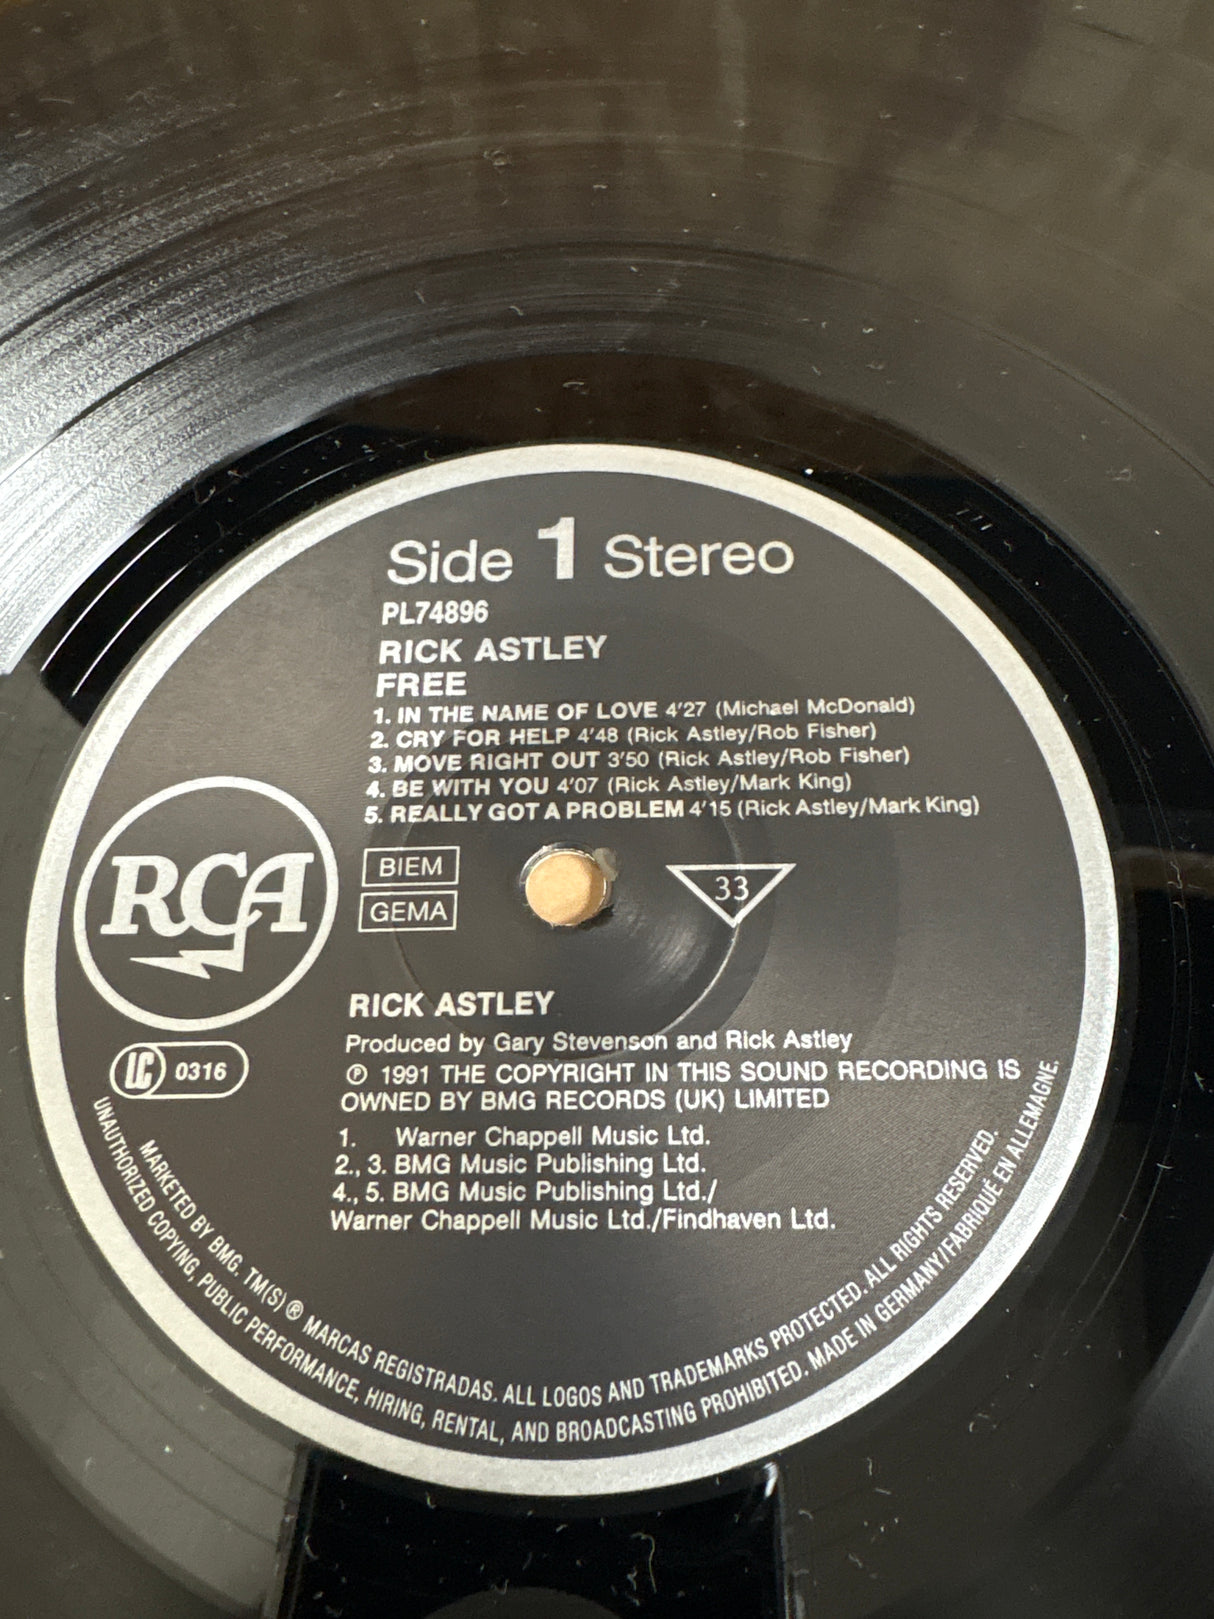 Side 1 Stereo
PL74896
RICK ASTLEY
FREE
1. IN THE NAME OF LOVE 4'27 (Michael McDonald)
2. CRY FOR HELP 4'48 (Rick Astley/Rob Fisher)
3. MOVE RIGHT OUT 3'50 (Rick Astley/Rob Fisher)
4. BE WITH YOU 4'07 (Rick Astley/Mark King)
5. REALLY GOT A PROBLEM 4'15 (Rick Astley/Mark King)
RCA
BIEM
GEMA
33
LC 0316
RICK ASTLEY
Produced by Gary Stevenson and Rick Astley
℗ 1991 THE COPYRIGHT IN THIS SOUND RECORDING IS
OWNED BY BMG RECORDS (UK) LIMITED
1. Warner Chappell Music Ltd.
2., 3. BMG Music Publishing Ltd.
4., 5. BMG Music Publishing Ltd./
Warner Chappell Music Ltd./Findhaven Ltd.
MARKETED BY BMG. TM(S) ® MARCAS REGISTRADAS. ALL LOGOS AND TRADEMARKS PROTECTED. ALL RIGHTS RESERVED.
UNAUTHORIZED COPYING, PUBLIC PERFORMANCE, HIRING, RENTAL, AND BROADCASTING PROHIBITED. MADE IN GERMANY/FABRIQUÉ EN ALLEMAGNE.